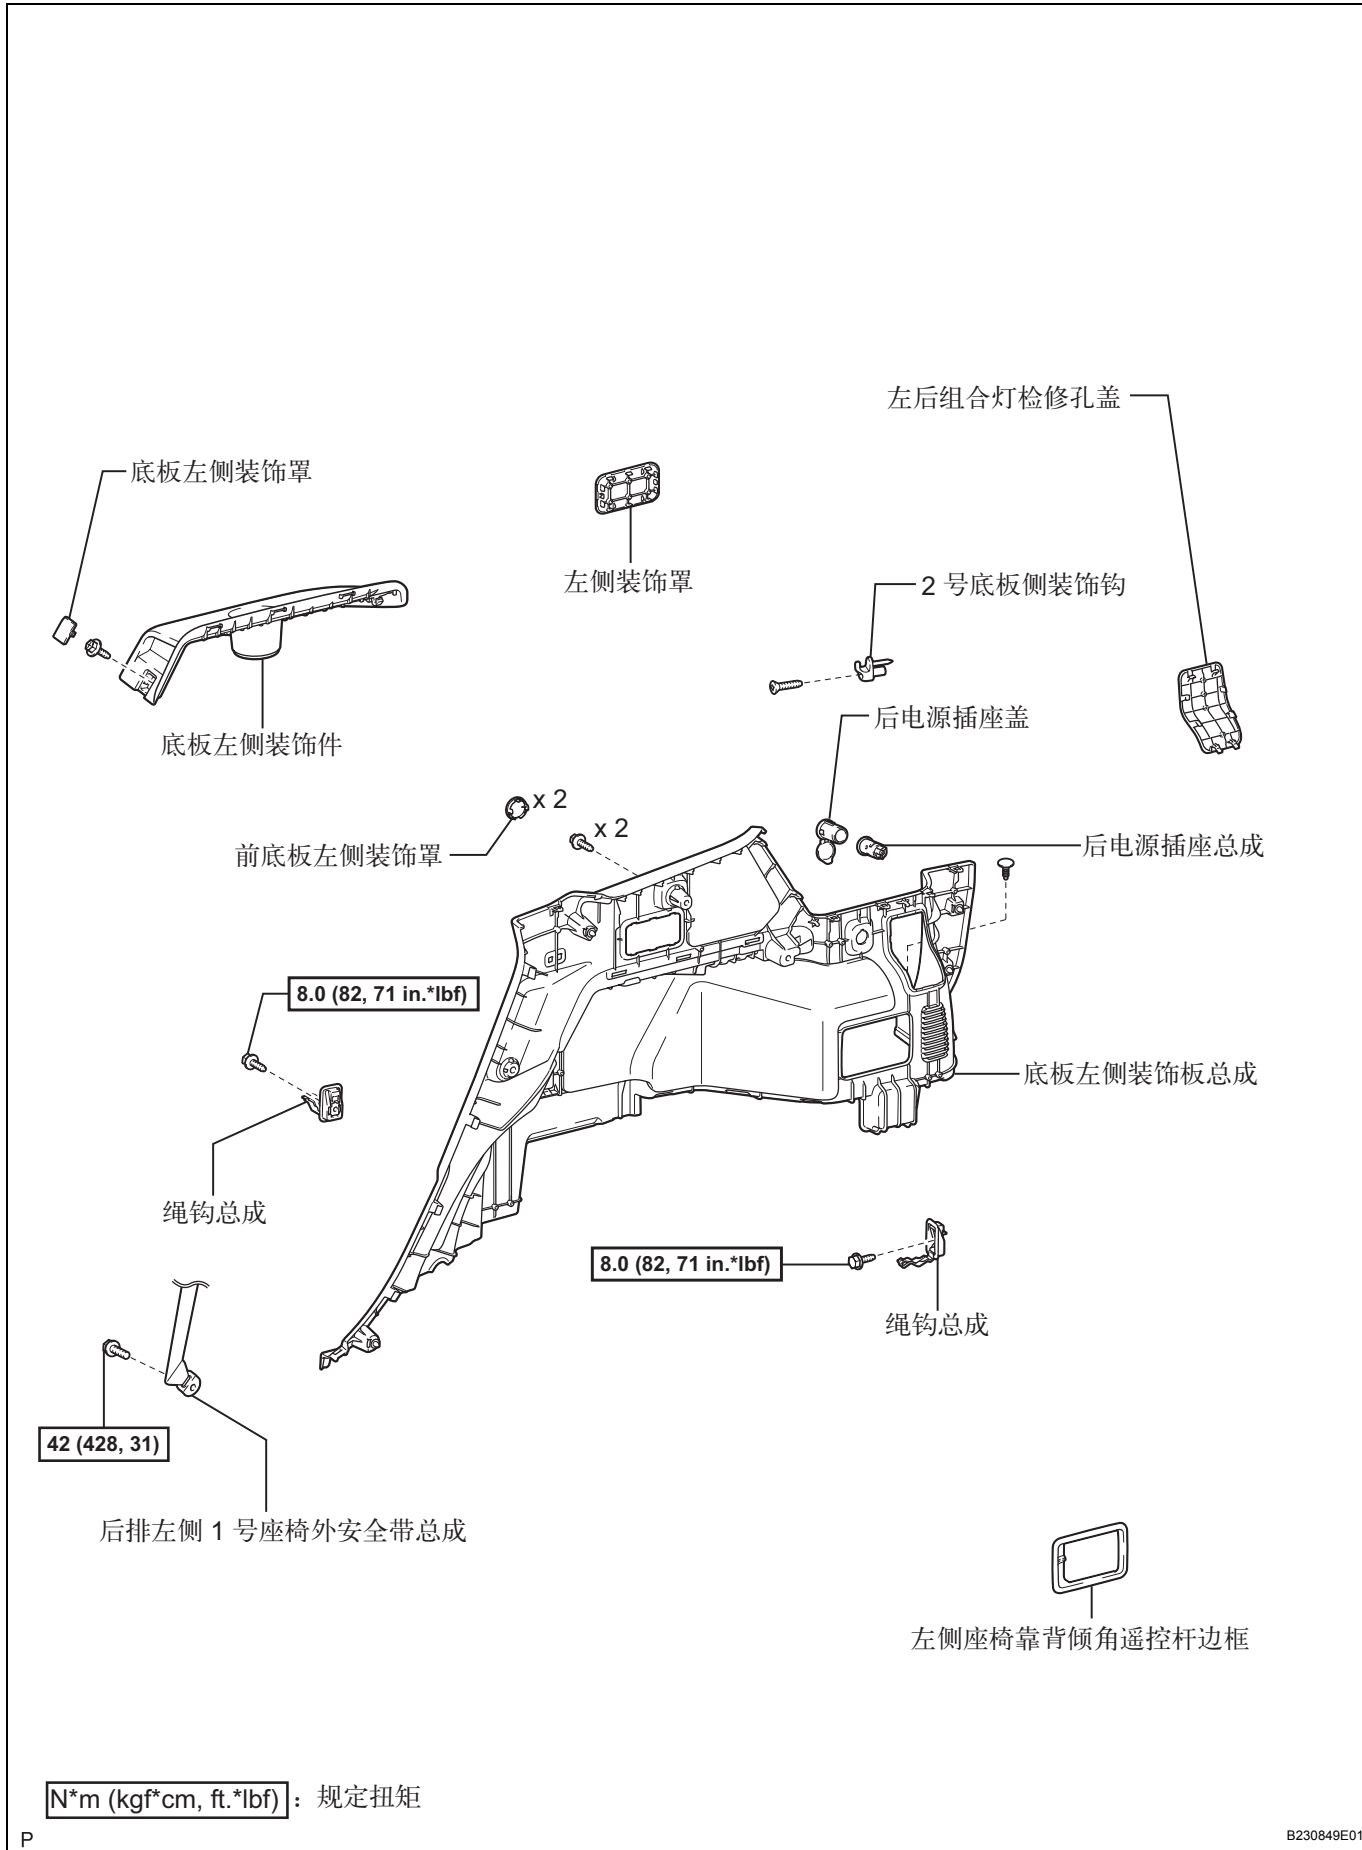 左后组合灯检修孔盖
底板左侧装饰罩
左侧装饰罩
2 号底板侧装饰钩
后电源插座盖
底板左侧装饰件
x 2
x 2
前底板左侧装饰罩
后电源插座总成
8.0 (82, 71 in.*lbf)
底板左侧装饰板总成
绳钩总成
8.0 (82, 71 in.*lbf)
绳钩总成
42 (428, 31)
后排左侧 1 号座椅外安全带总成
左侧座椅靠背倾角遥控杆边框
N*m (kgf*cm, ft.*lbf) ：规定扭矩
P
B230849E01